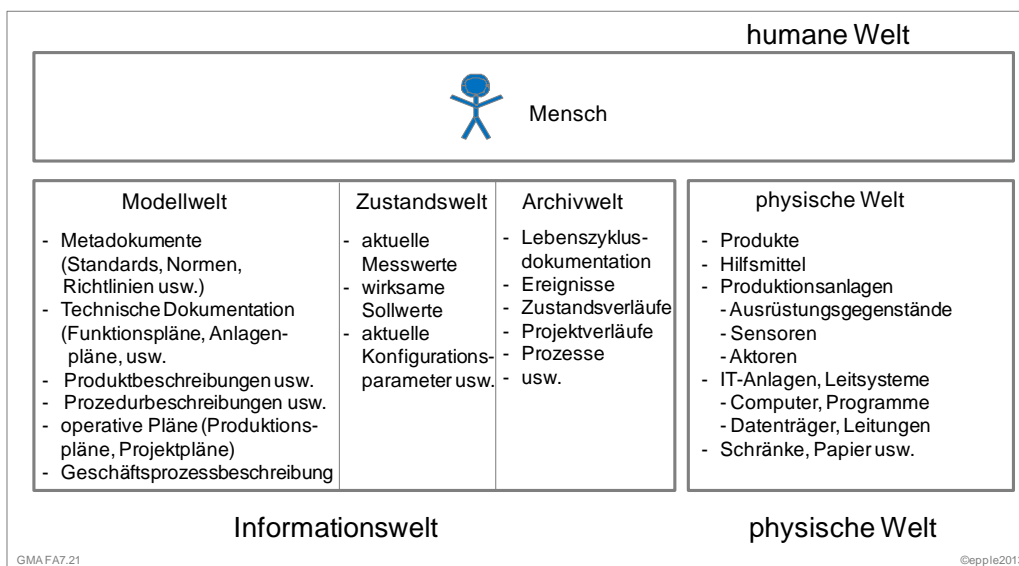 humane Welt
Mensch
Modellwelt
- Metadokumente
(Standards, Normen,
Richtlinien usw.)
- Technische Dokumentation
(Funktionspläne, Anlagen-
pläne, usw.
- Produktbeschreibungen usw.
- Prozedurbeschreibungen usw.
- operative Pläne (Produktions-
pläne, Projektpläne)
- Geschäftsprozessbeschreibung
Zustandswelt
- aktuelle
Messwerte
- wirksame
Sollwerte
- aktuelle
Konfigurations-
parameter usw.
Archivwelt
- Lebenszyklus-
dokumentation
- Ereignisse
- Zustandsverläufe
- Projektverläufe
- Prozesse
- usw.
physische Welt
- Produkte
- Hilfsmittel
- Produktionsanlagen
- Ausrüstungsgegenstände
- Sensoren
- Aktoren
- IT-Anlagen, Leitsysteme
- Computer, Programme
- Datenträger, Leitungen
- Schränke, Papier usw.
Informationswelt
physische Welt
GMA FA7.21
©epple2013